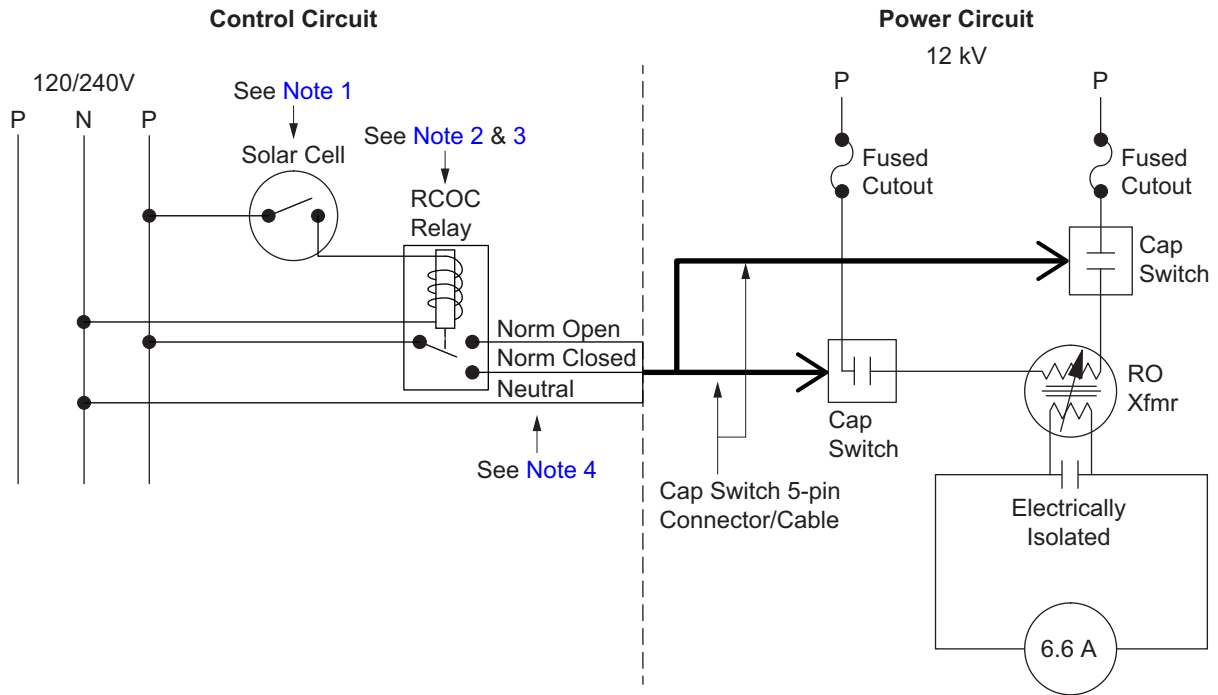 Control Circuit
120/240V
P N P
See Note 1
Solar Cell
See Note 2 & 3
RCOC
Relay
Norm Open
Norm Closed
Neutral
See Note 4
Power Circuit
12 kV
P
P
Fused
Cutout
Fused
Cutout
Cap
Switch
Cap
Switch
RO
Xfmr
Cap Switch 5-pin
Connector/Cable
Electrically
Isolated
6.6 A